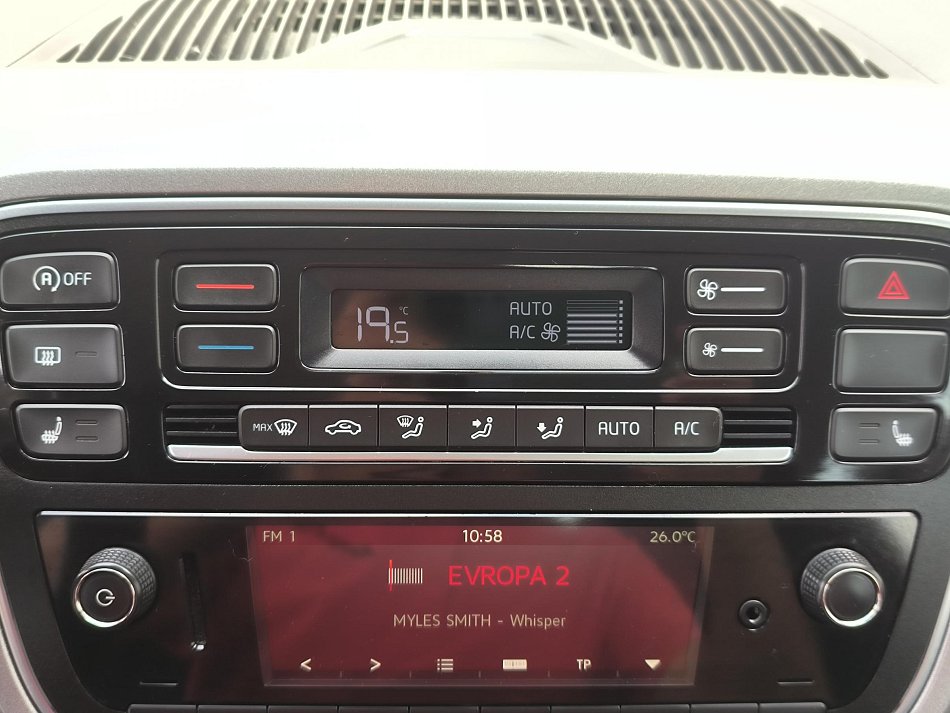 A OFF
19.5 °C
AUTO
A/C
MAX
AUTO
A/C
FM 1 10:58 26.0°C
EVROPA 2
MYLES SMITH - Whisper
< > TP